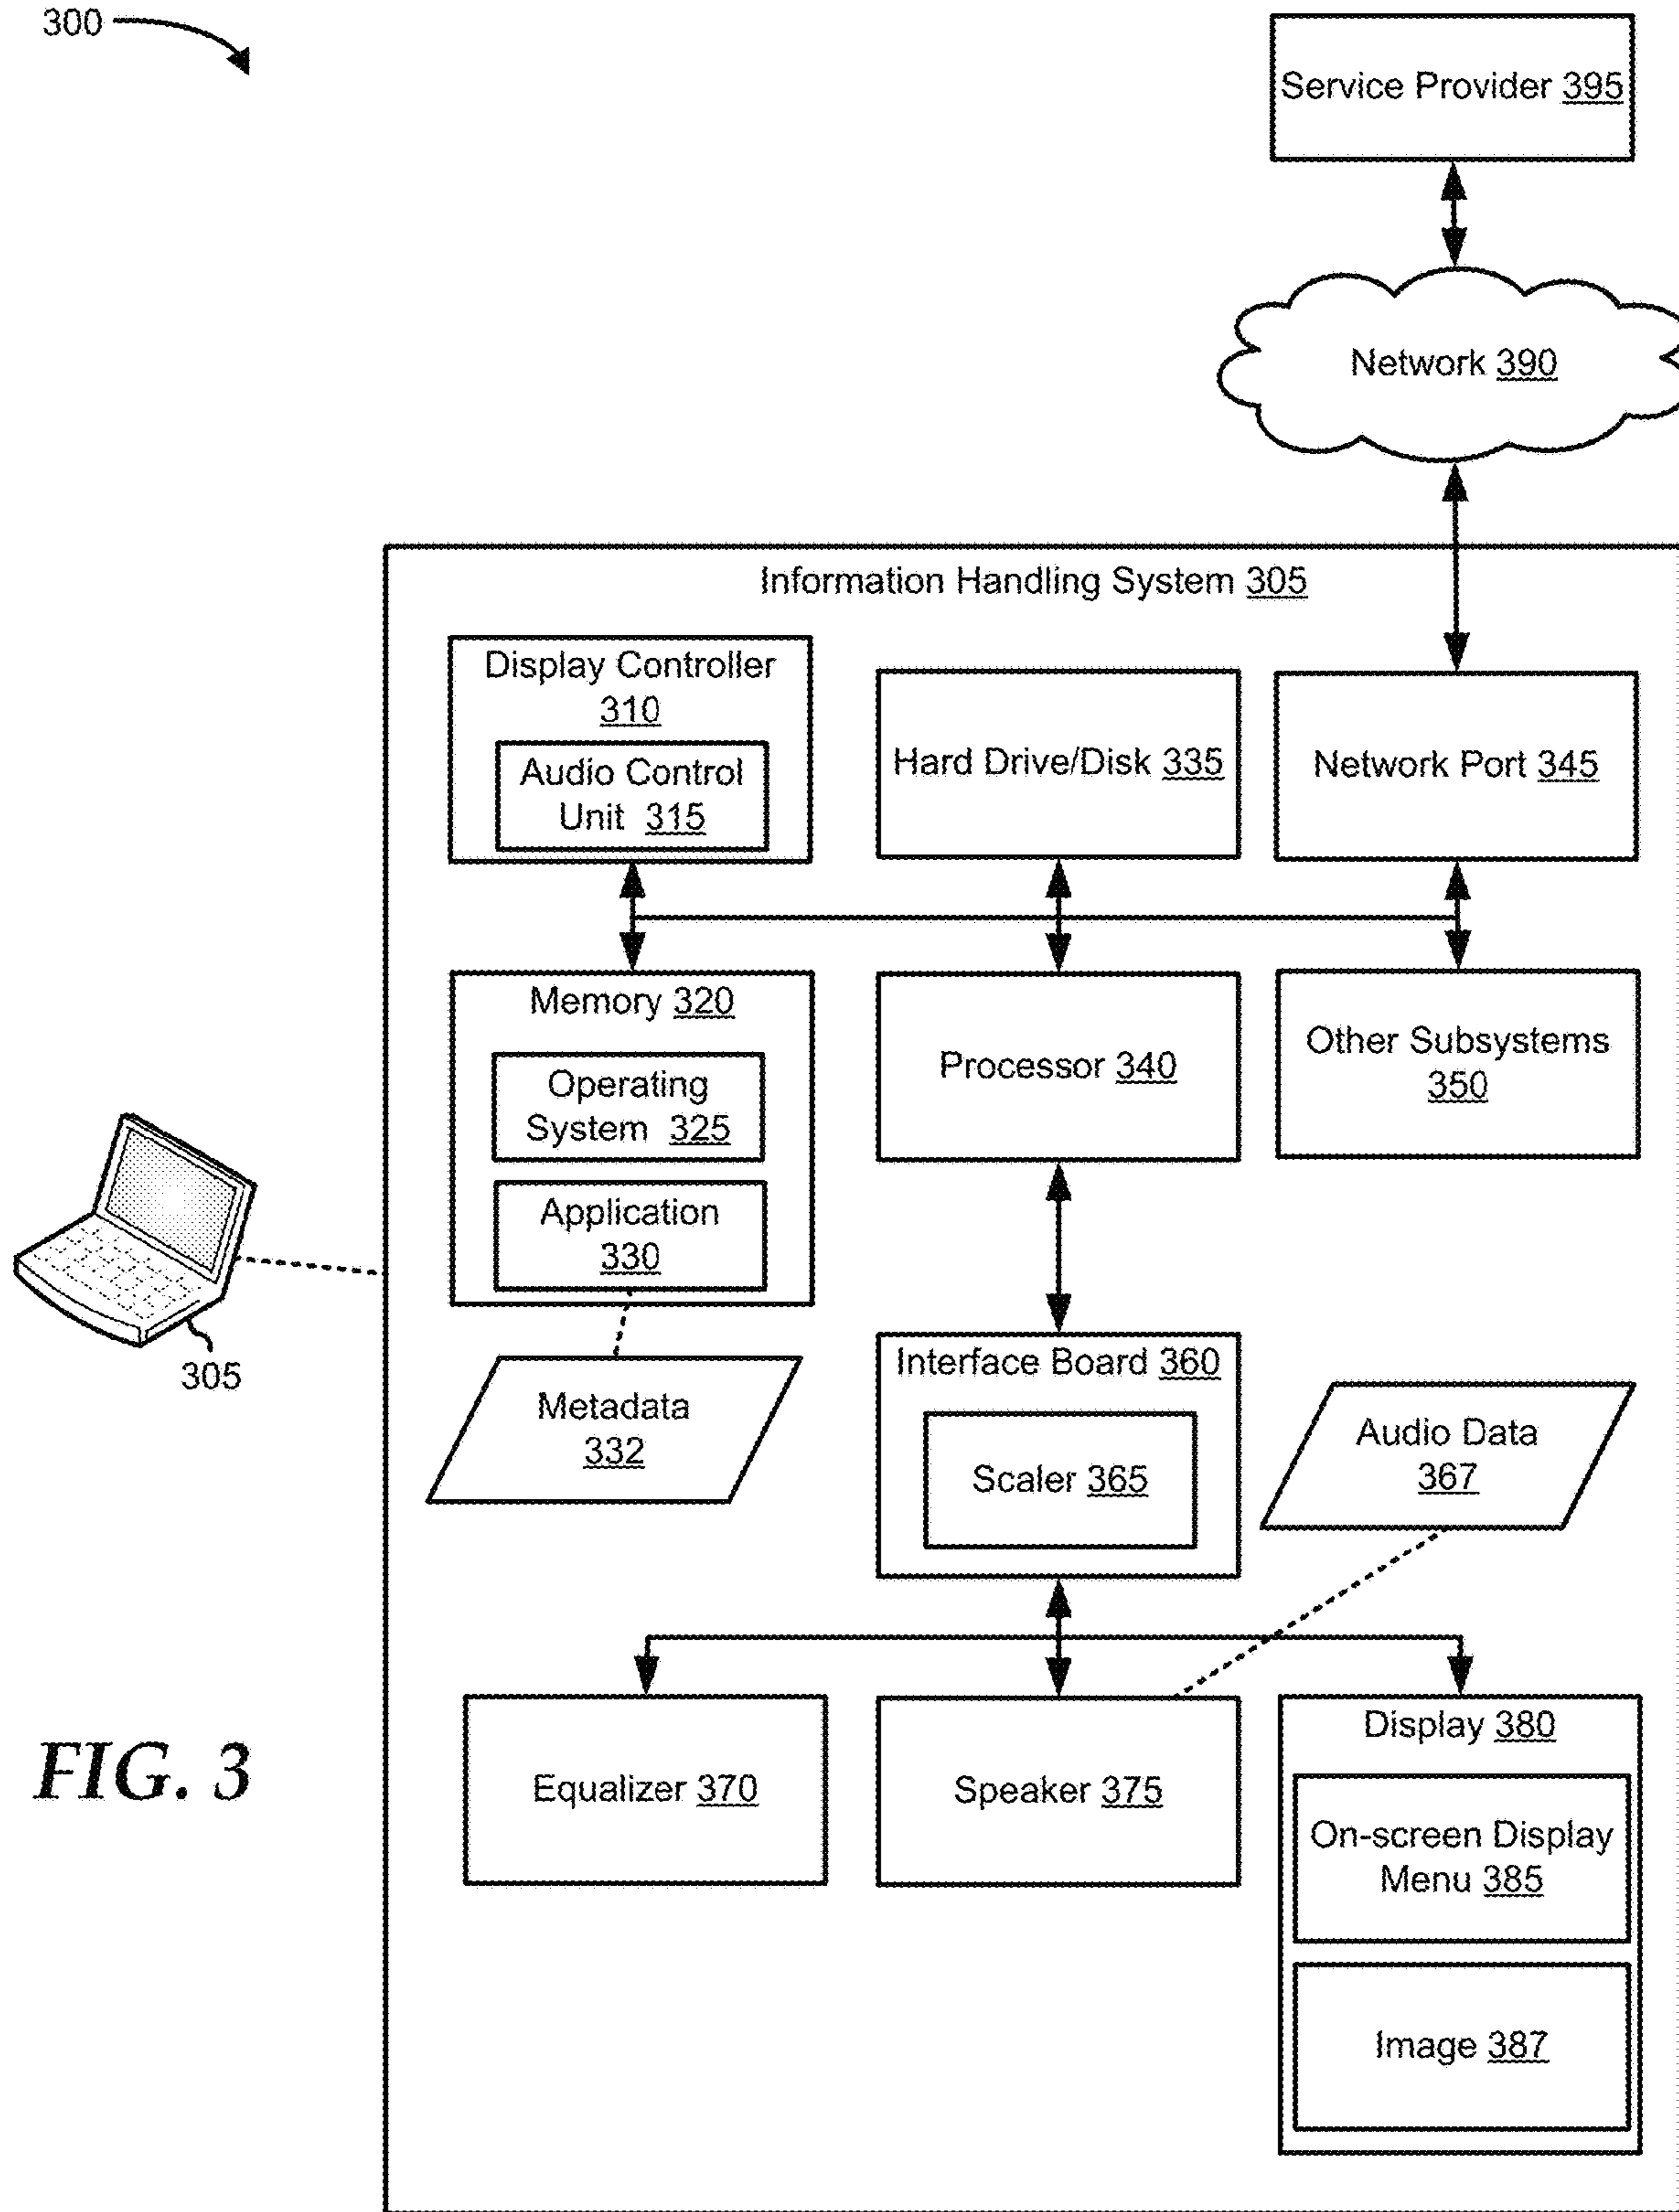 300
Service Provider 395
Network 390
Information Handling System 305
Display Controller
310
Audio Control
Unit 315
Hard Drive/Disk 335
Network Port 345
Memory 320
Operating
System 325
Application
330
Processor 340
Other Subsystems
350
305
Metadata
332
Interface Board 360
Scaler 365
Audio Data
367
FIG. 3
Equalizer 370
Speaker 375
Display 380
On-screen Display
Menu 385
Image 387